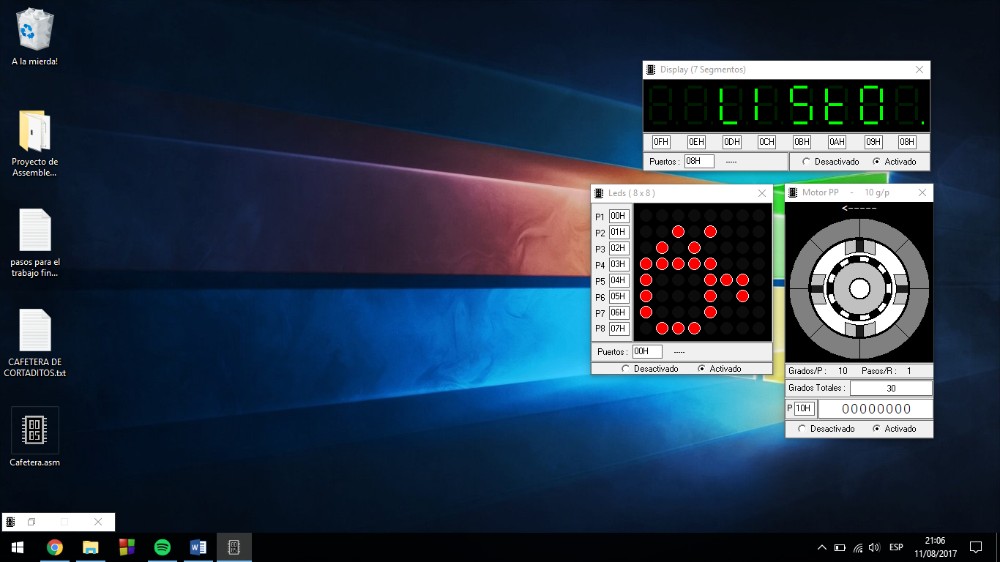 A la mierda!
Proyecto de
Assemble...
pasos para el
trabajo fin...
CAFETERA DE
CORTADITOS.txt
80
85
Cafetera.asm
Display (7 Segmentos)
LIStO.
0FH 0EH 0DH 0CH 0BH 0AH 09H 08H
Puertos : 08H ----- Desactivado Activado
Leds ( 8 x 8 )
P1 00H
P2 01H
P3 02H
P4 03H
P5 04H
P6 05H
P7 06H
P8 07H
Puertos : 00H -----
Desactivado Activado
Motor PP - 10 g/p
<-----
Grados/P : 10 Pasos/R : 1
Grados Totales : 30
P 10H 00000000
Desactivado Activado
80
85
ESP
21:06
11/08/2017